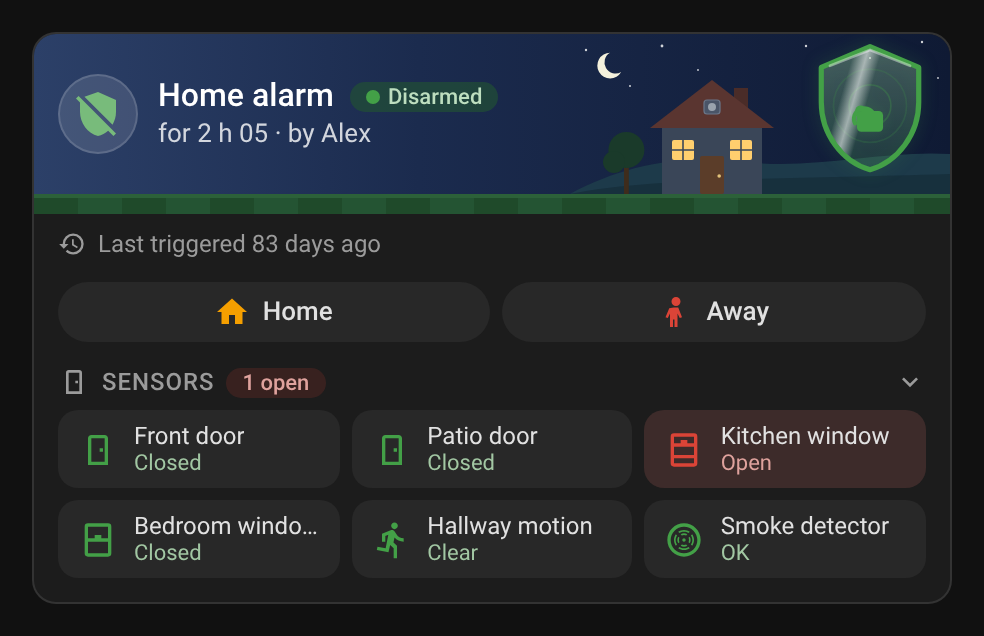 Home alarm
Disarmed
for 2 h 05 · by Alex
Last triggered 83 days ago
Home
Away
SENSORS
1 open
Front door
Closed
Patio door
Closed
Kitchen window
Open
Bedroom windo…
Closed
Hallway motion
Clear
Smoke detector
OK